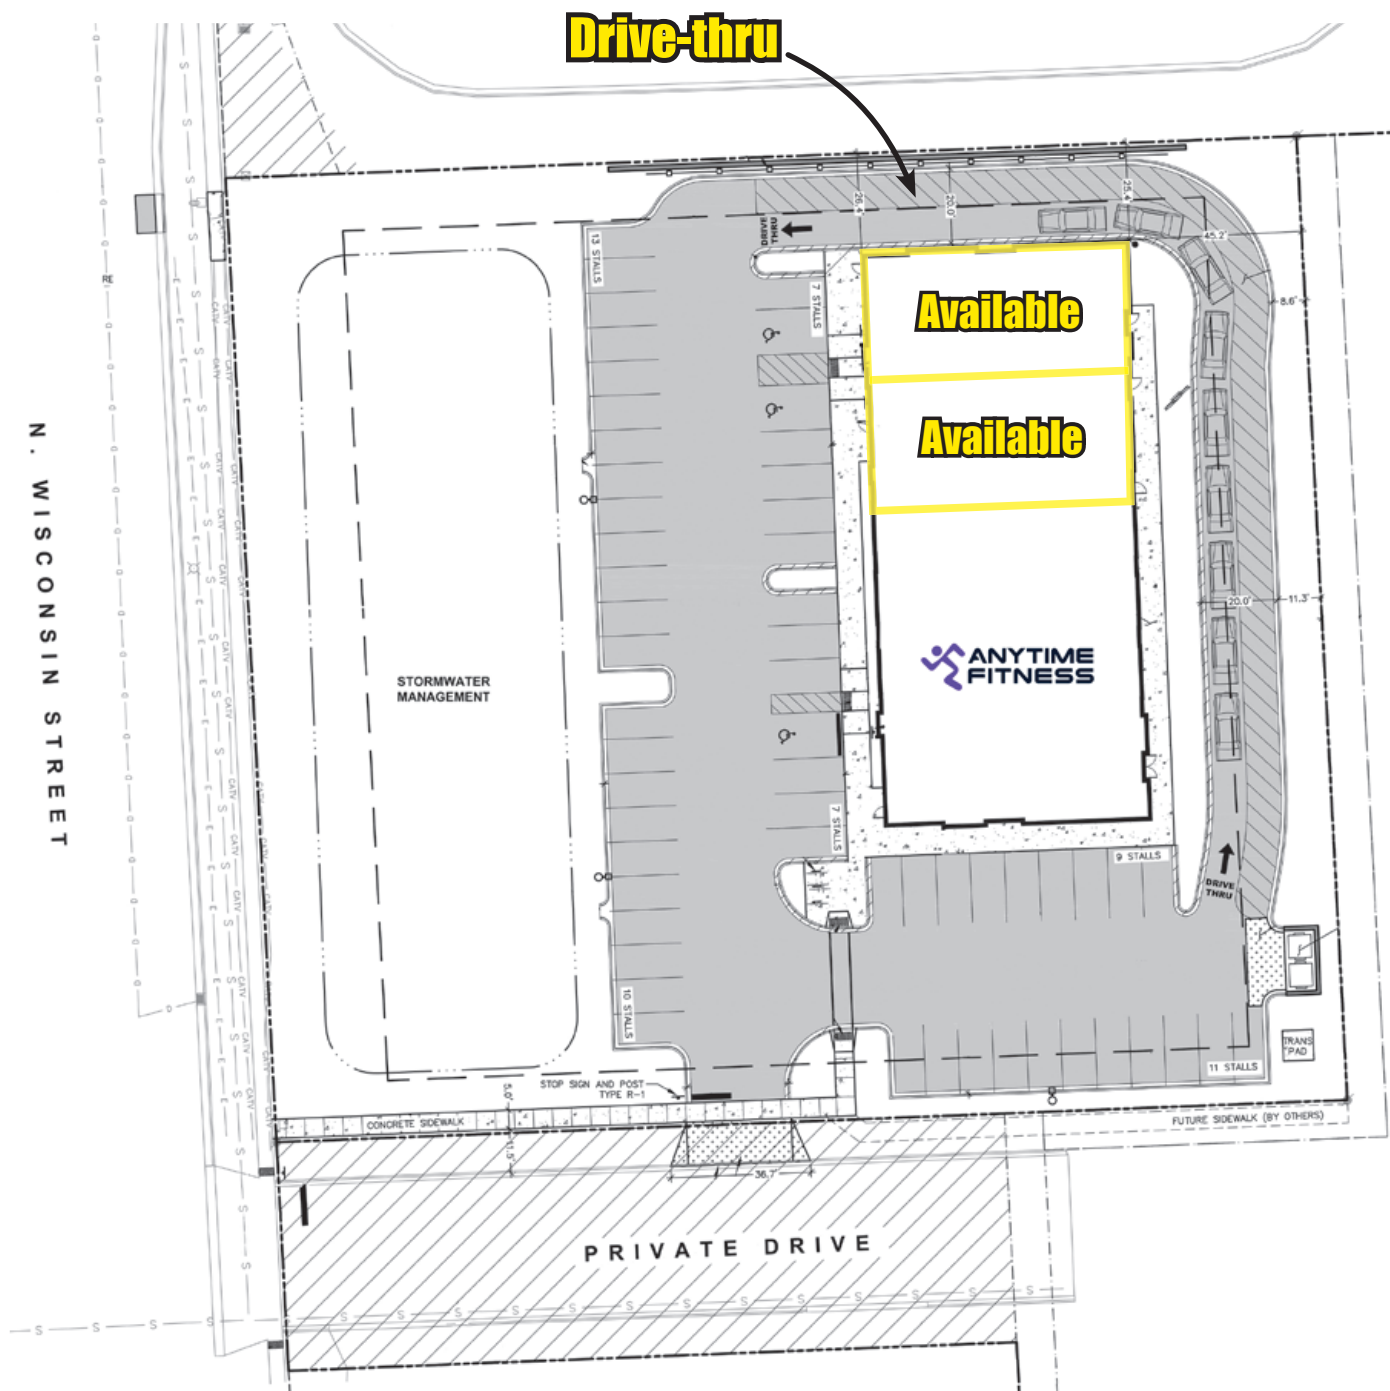 Drive-thru
25.4'
20.0'
25.4'
DRIVE
THRU
45.2'
13 STALLS
7 STALLS
Available
8.6'
RE
Available
N. WISCONSIN STREET
20.0'
11.3'
STORMWATER
MANAGEMENT
ANYTIME
FITNESS
7 STALLS
9 STALLS
DRIVE
THRU
10 STALLS
TRANS
PAD
11 STALLS
STOP SIGN AND POST
TYPE R-1
5.0'
CONCRETE SIDEWALK
FUTURE SIDEWALK (BY OTHERS)
36.7'
PRIVATE DRIVE
CATV
S
E